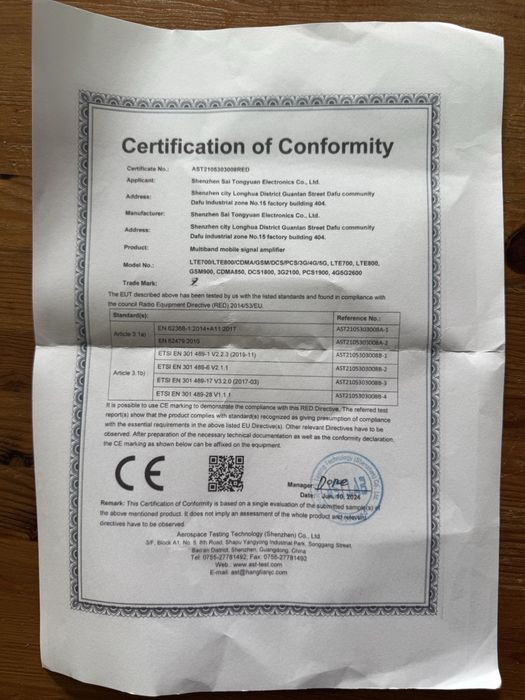 Certification of Conformity
Certificate No.: AST2105303008RED
Applicant: Shenzhen Sai Tongyuan Electronics Co., Ltd.
Address: Shenzhen city Longhua District Guanlan Street Dafu community
Dafu industrial zone No.15 factory building 404.
Manufacturer: Shenzhen Sai Tongyuan Electronics Co., Ltd.
Address: Shenzhen city Longhua District Guanlan Street Dafu community
Dafu industrial zone No.15 factory building 404.
Product: Multiband mobile signal amplifier
Model No.: LTE700/LTE800/CDMA/GSM/DCS/PCS/3G/4G/5G, LTE700, LTE800,
GSM900, CDMA850, DCS1800, 3G2100, PCS1900, 4G5G2600
Trade Mark:
The EUT described above has been tested by us with the listed standards and found in compliance with
the council Radio Equipment Directive (RED) 2014/53/EU.
Standard(s): Reference No.:
Article 3.1a) EN 62368-1:2014+A11:2017 AST2105303008A-1
EN 62479:2010 AST2105303008A-2
Article 3.1b) ETSI EN 301 489-1 V2.2.3 (2019-11) AST2105303008B-1
ETSI EN 301 489-6 V2.1.1 AST2105303008B-2
ETSI EN 301 489-17 V3.2.0 (2017-03) AST2105303008B-3
ETSI EN 301 489-28 V1.1.1 AST2105303008B-4
It is possible to use CE marking to demonstrate the compliance with this RED Directive. The referred test
report(s) show that the product complies with standard(s) recognized as giving presumption of compliance
with the essential requirements in the above listed EU Directive(s). Other relevant Directives have to be
observed. After preparation of the necessary technical documentation as well as the conformity declaration,
the CE marking as shown below can be affixed on the equipment.
CE
Manager:
Date: Jun. 10, 2024
Remark: This Certification of Conformity is based on a single evaluation of the submitted sample(s) of
the above mentioned product. It does not imply an assessment of the whole product and relevant
directives have to be observed.
Aerospace Testing Technology (Shenzhen) Co., Ltd.
3/F, Block A1, No. 5, 8th Road, Shapu Yangyong Industrial Park, Songgang Street,
Bao'an District, Shenzhen, Guangdong, China
Tel: 0755-27781492, Fax: 0755-27781492
Web : www.ast-test.com
E-mail: ast@hangtianjc.com